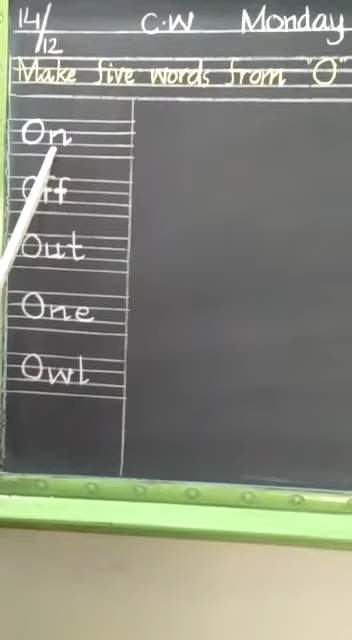 14/12 C.W Monday
Make five words from "O"
On
Off
Out
One
Owl